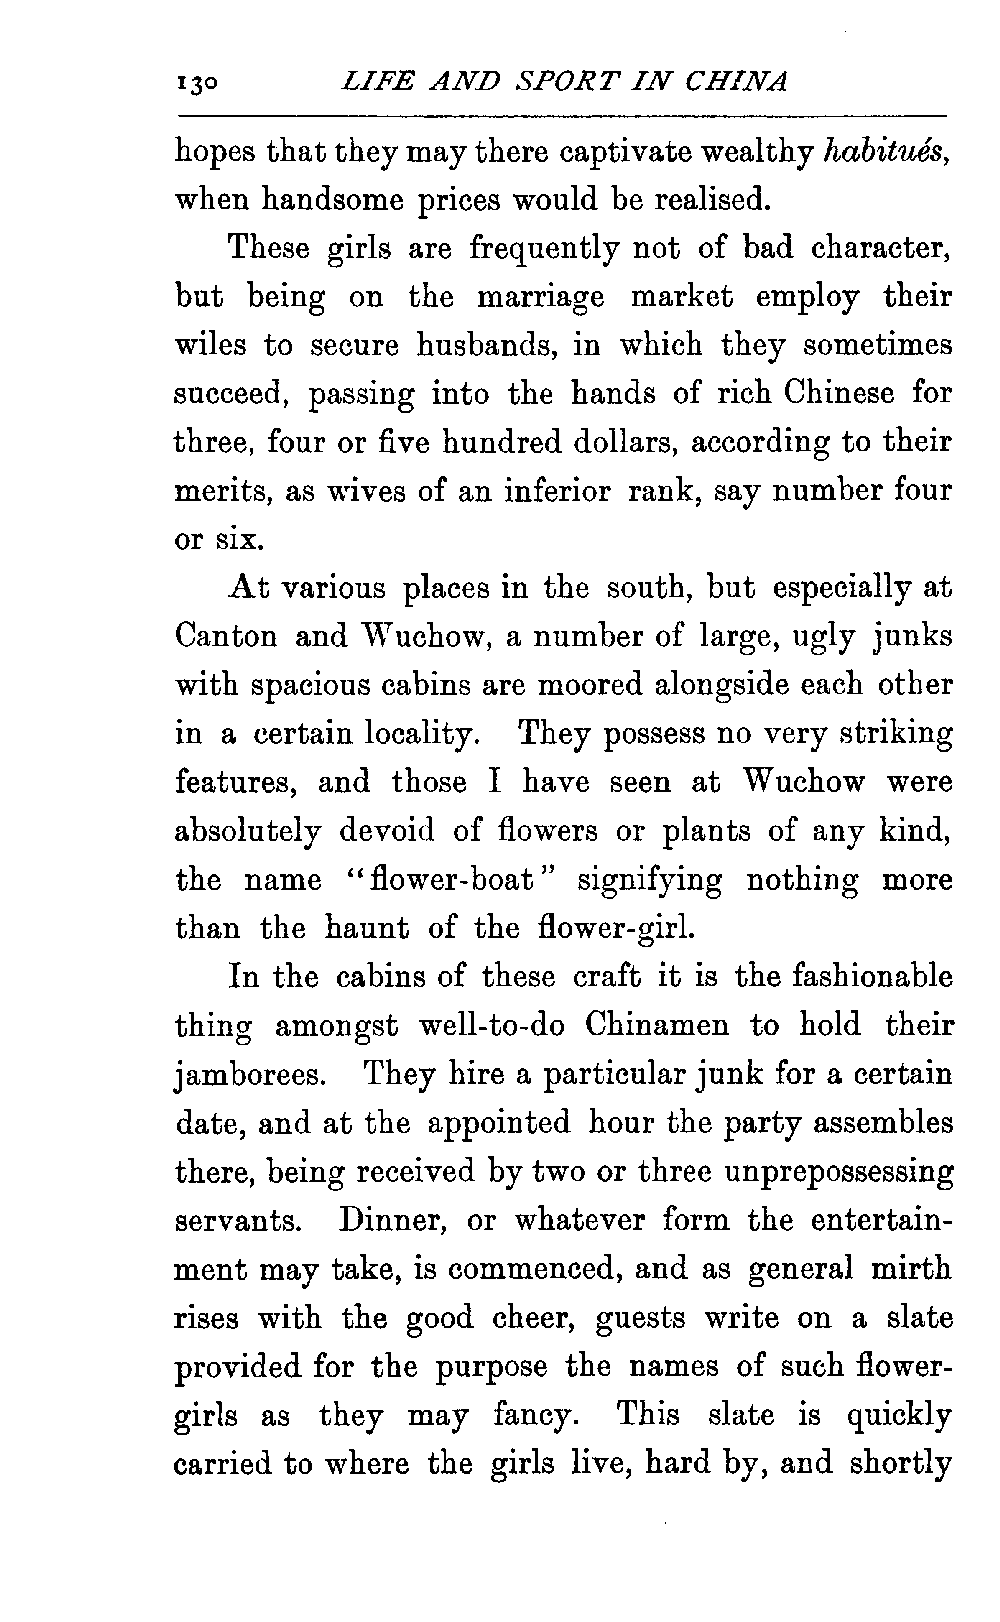 130 LIFE AND SPORT IN CHINA
hopes that they may there captivate wealthy habitués,
when handsome prices would be realised.
These girls are frequently not of bad character,
but being on the marriage market employ their
wiles to secure husbands, in which they sometimes
succeed, passing into the hands of rich Chinese for
three, four or five hundred dollars, according to their
merits, as wives of an inferior rank, say number four
or six.
At various places in the south, but especially at
Canton and Wuchow, a number of large, ugly junks
with spacious cabins are moored alongside each other
in a certain locality. They possess no very striking
features, and those I have seen at Wuchow were
absolutely devoid of flowers or plants of any kind,
the name “flower-boat” signifying nothing more
than the haunt of the flower-girl.
In the cabins of these craft it is the fashionable
thing amongst well-to-do Chinamen to hold their
jamborees. They hire a particular junk for a certain
date, and at the appointed hour the party assembles
there, being received by two or three unprepossessing
servants. Dinner, or whatever form the entertain-
ment may take, is commenced, and as general mirth
rises with the good cheer, guests write on a slate
provided for the purpose the names of such flower-
girls as they may fancy. This slate is quickly
carried to where the girls live, hard by, and shortly